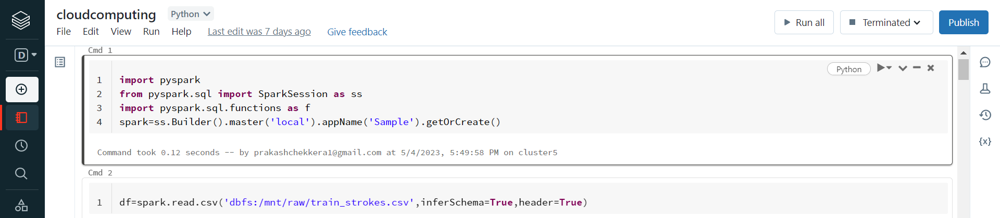 cloudcomputing Python
File Edit View Run Help Last edit was 7 days ago Give feedback
Run all Terminated Publish
D
Cmd 1
Python
1 import pyspark
2 from pyspark.sql import SparkSession as ss
3 import pyspark.sql.functions as f
4 spark=ss.Builder().master('local').appName('Sample').getOrCreate()
Command took 0.12 seconds -- by prakashchekkera1@gmail.com at 5/4/2023, 5:49:58 PM on cluster5
{x}
Cmd 2
1 df=spark.read.csv('dbfs:/mnt/raw/train_strokes.csv',inferSchema=True,header=True)